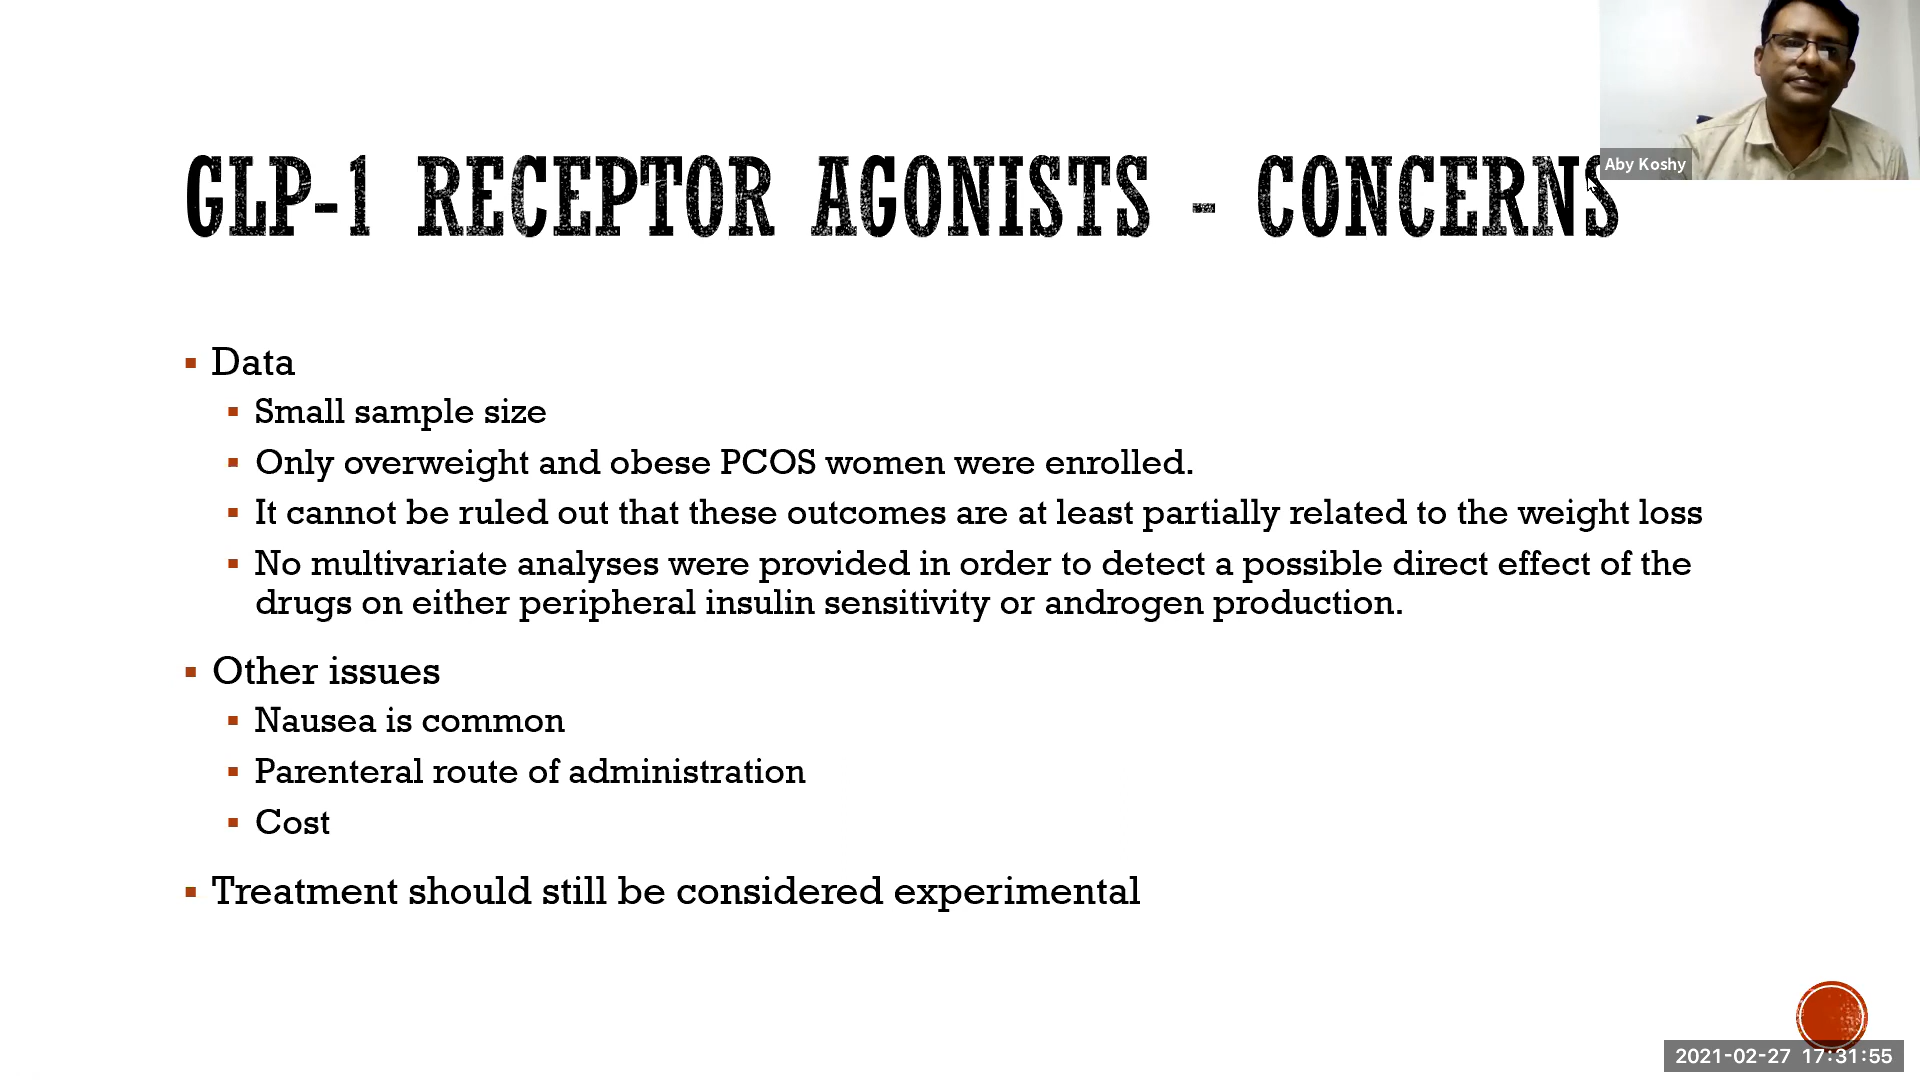 Aby Koshy
GLP-1 RECEPTOR AGONISTS - CONCERNS
▪ Data
▪ Small sample size
▪ Only overweight and obese PCOS women were enrolled.
▪ It cannot be ruled out that these outcomes are at least partially related to the weight loss
▪ No multivariate analyses were provided in order to detect a possible direct effect of the
drugs on either peripheral insulin sensitivity or androgen production.
▪ Other issues
▪ Nausea is common
▪ Parenteral route of administration
▪ Cost
▪ Treatment should still be considered experimental
2021-02-27 17:31:55